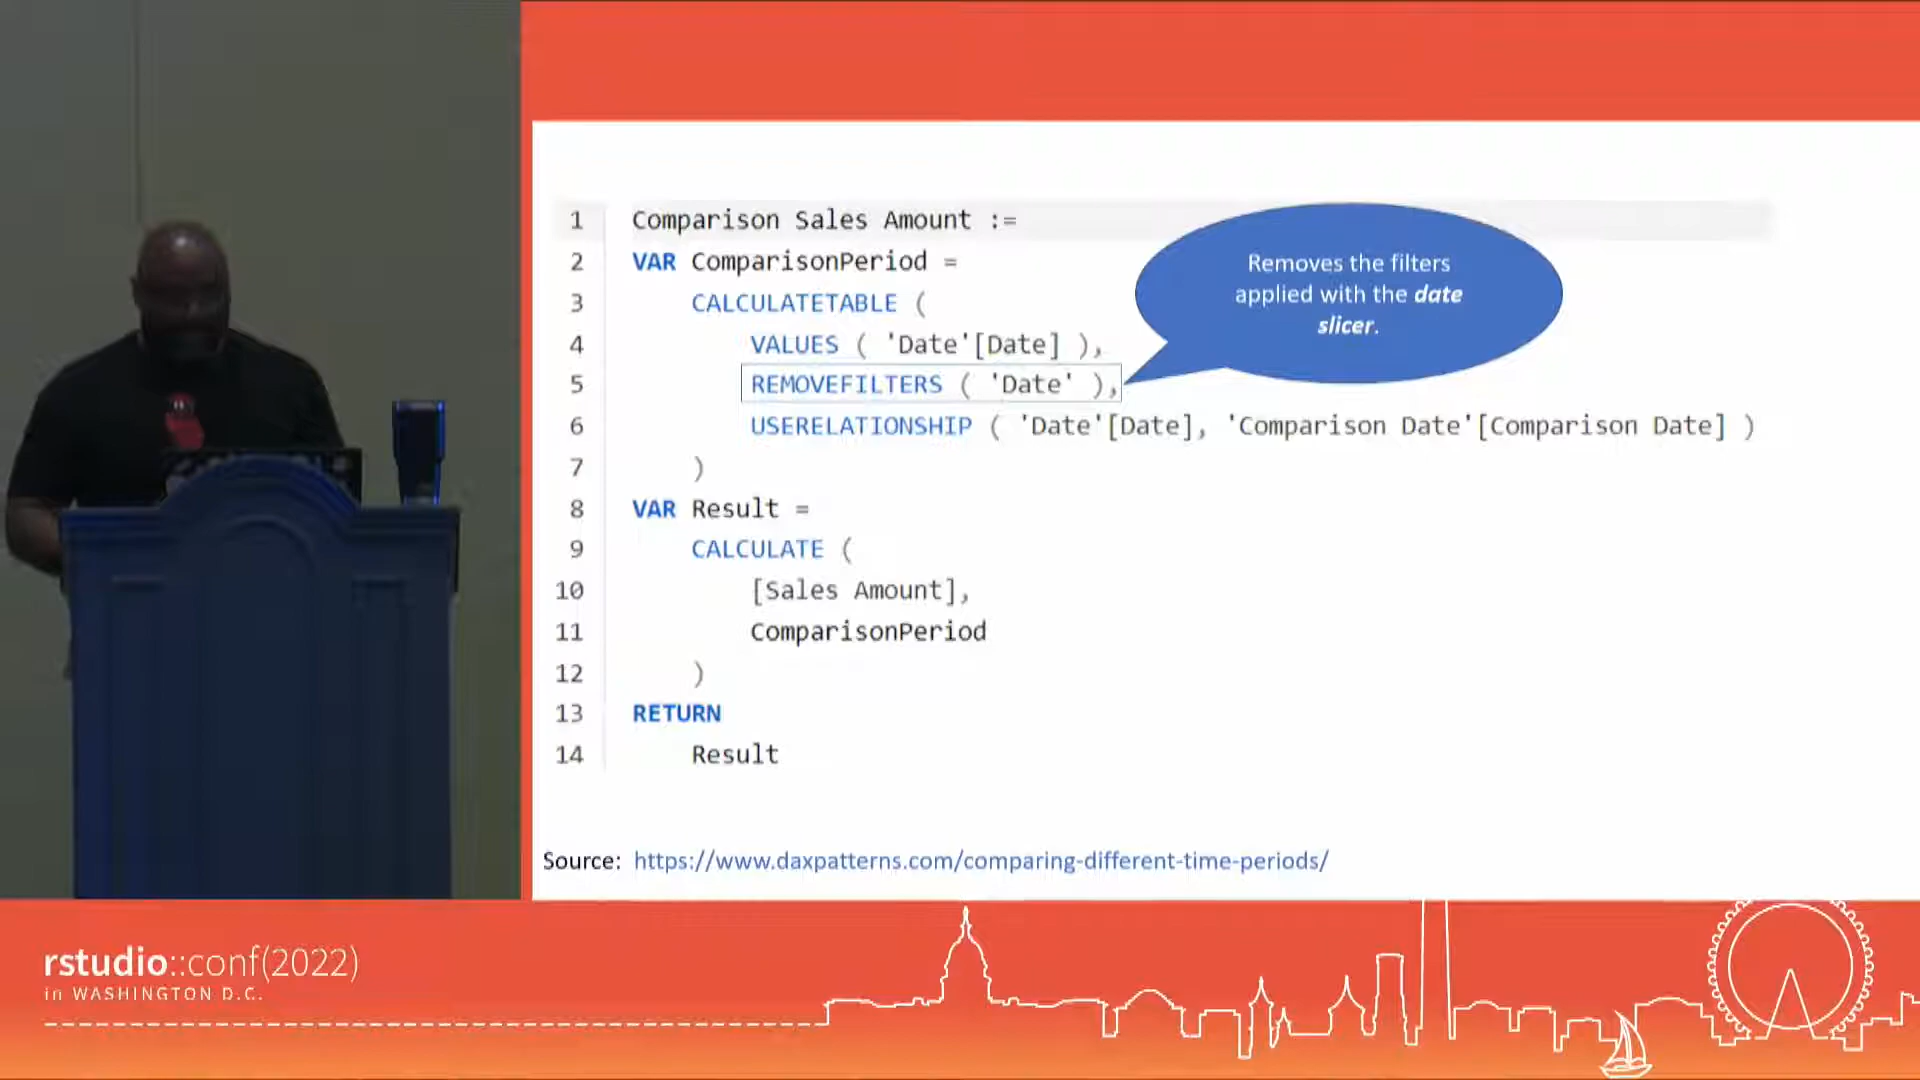 1 Comparison Sales Amount :=
2 VAR ComparisonPeriod =
3 CALCULATETABLE (
4 VALUES ( 'Date'[Date] ),
5 REMOVEFILTERS ( 'Date' ),
6 USERELATIONSHIP ( 'Date'[Date], 'Comparison Date'[Comparison Date] )
7 )
8 VAR Result =
9 CALCULATE (
10 [Sales Amount],
11 ComparisonPeriod
12 )
13 RETURN
14 Result
Removes the filters
applied with the date
slicer.
Source: https://www.daxpatterns.com/comparing-different-time-periods/
rstudio::conf(2022)
in WASHINGTON D.C.